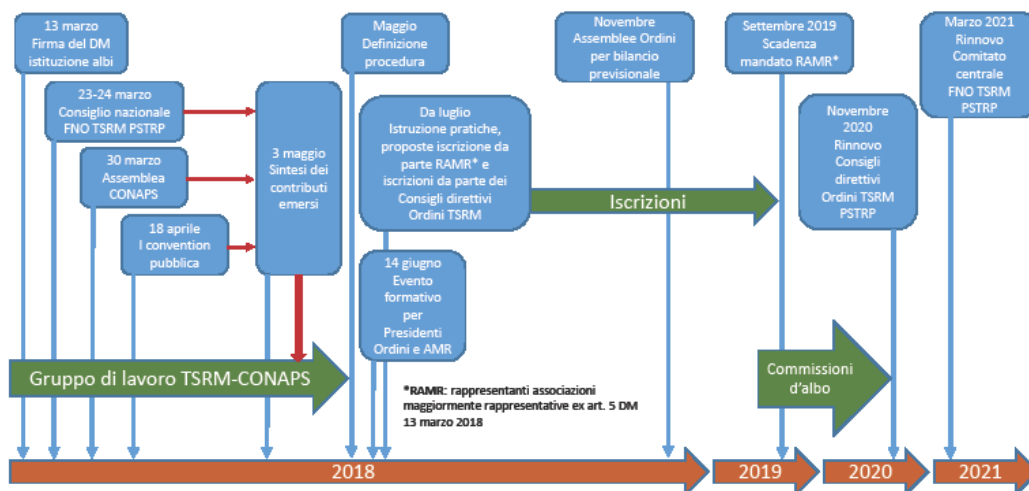 13 marzo
Firma del DM
istituzione albi
23-24 marzo
Consiglio nazionale
FNO TSRM PSTRP
30 marzo
Assemblea
CONAPS
18 aprile
I convention
pubblica
3 maggio
Sintesi dei
contributi
emersi
Maggio
Definizione
procedura
Da luglio
Istruzione pratiche,
proposte iscrizione da
parte RAMR* e
iscrizioni da parte dei
Consigli direttivi
Ordini TSRM
14 giugno
Evento
formativo
per
Presidenti
Ordini e AMR
Novembre
Assemblee Ordini
per bilancio
previsionale
Settembre 2019
Scadenza
mandato RAMR*
Novembre
2020
Rinnovo
Consigli
direttivi
Ordini TSRM
PSTRP
Marzo 2021
Rinnovo
Comitato
centrale
FNO TSRM
PSTRP
Iscrizioni
Gruppo di lavoro TSRM-CONAPS
Commissioni
d'albo
*RAMR: rappresentanti associazioni
maggiormente rappresentative ex art. 5 DM
13 marzo 2018
2018
2019
2020
2021